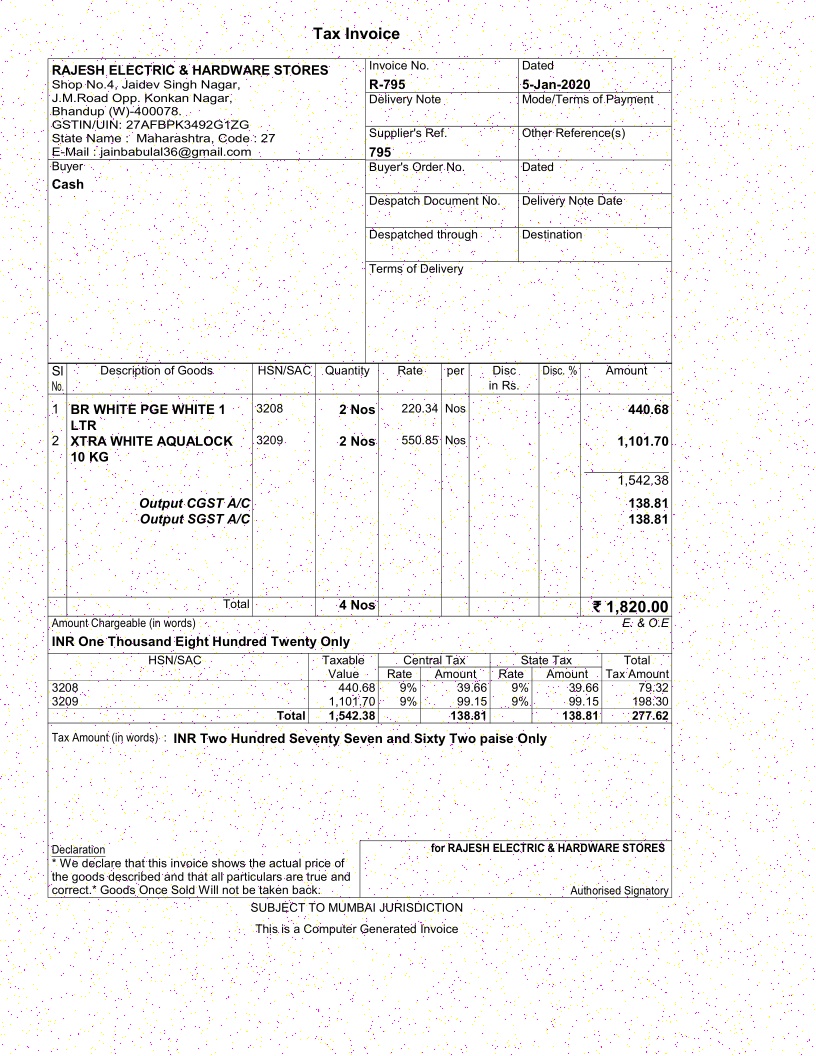 Tax Invoice
RAJESH ELECTRIC & HARDWARE STORES
Shop No.4, Jaidev Singh Nagar,
J.M.Road Opp. Konkan Nagar,
Bhandup (W)-400078.
GSTIN/UIN: 27AFBPK3492G1ZG
State Name : Maharashtra, Code : 27
E-Mail : jainbabulal36@gmail.com
Invoice No. Dated
R-795 5-Jan-2020
Delivery Note Mode/Terms of Payment
Supplier's Ref. Other Reference(s)
795
Buyer
Cash
Buyer's Order No. Dated
Despatch Document No. Delivery Note Date
Despatched through Destination
Terms of Delivery
Sl Description of Goods HSN/SAC Quantity Rate per Disc Disc. % Amount
No. in Rs.
1 BR WHITE PGE WHITE 1 3208 2 Nos 220.34 Nos 440.68
LTR
2 XTRA WHITE AQUALOCK 3209 2 Nos 550.85 Nos 1,101.70
10 KG
1,542.38
Output CGST A/C 138.81
Output SGST A/C 138.81
Total 4 Nos ₹ 1,820.00
Amount Chargeable (in words) E. & O.E
INR One Thousand Eight Hundred Twenty Only
HSN/SAC Taxable Central Tax State Tax Total
Value Rate Amount Rate Amount Tax Amount
3208 440.68 9% 39.66 9% 39.66 79.32
3209 1,101.70 9% 99.15 9% 99.15 198.30
Total 1,542.38 138.81 138.81 277.62
Tax Amount (in words) : INR Two Hundred Seventy Seven and Sixty Two paise Only
Declaration
* We declare that this invoice shows the actual price of
the goods described and that all particulars are true and
correct.* Goods Once Sold Will not be taken back.
for RAJESH ELECTRIC & HARDWARE STORES
Authorised Signatory
SUBJECT TO MUMBAI JURISDICTION
This is a Computer Generated Invoice